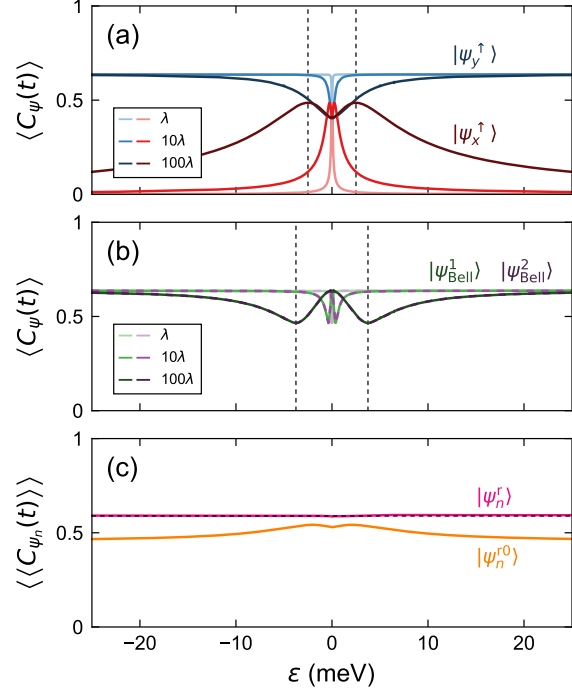 (a)
⟨C_ψ(t)⟩
1
0.5
0
|ψ_y^↑⟩
|ψ_x^↑⟩
λ
10λ
100λ
(b)
⟨C_ψ(t)⟩
1
0.5
0
|ψ_Bell^1⟩ |ψ_Bell^2⟩
λ
10λ
100λ
(c)
⟨⟨C_ψ_n(t)⟩⟩
1
0.5
0
|ψ_n^r⟩
|ψ_n^r0⟩
−20 −10 0 10 20
ε (meV)